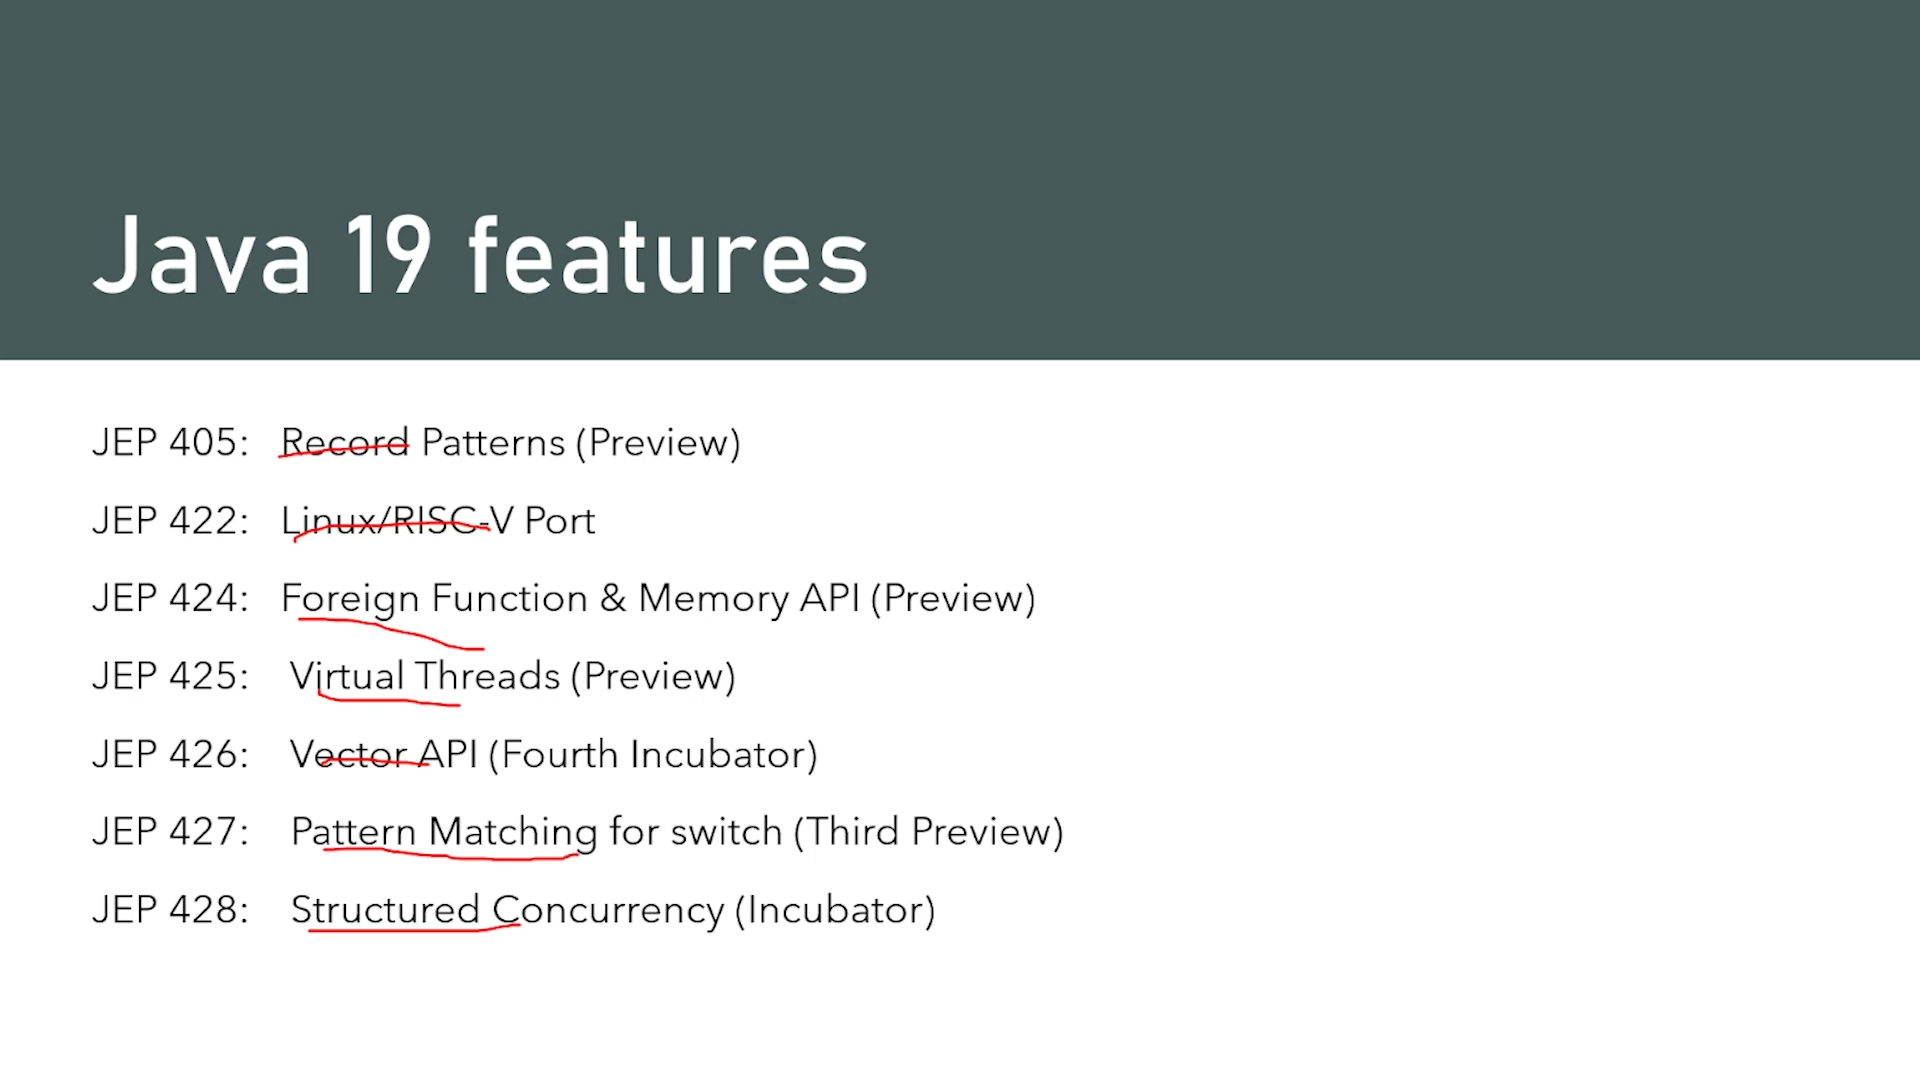 Java 19 features
JEP 405: Record Patterns (Preview)
JEP 422: Linux/RISC-V Port
JEP 424: Foreign Function & Memory API (Preview)
JEP 425: Virtual Threads (Preview)
JEP 426: Vector API (Fourth Incubator)
JEP 427: Pattern Matching for switch (Third Preview)
JEP 428: Structured Concurrency (Incubator)